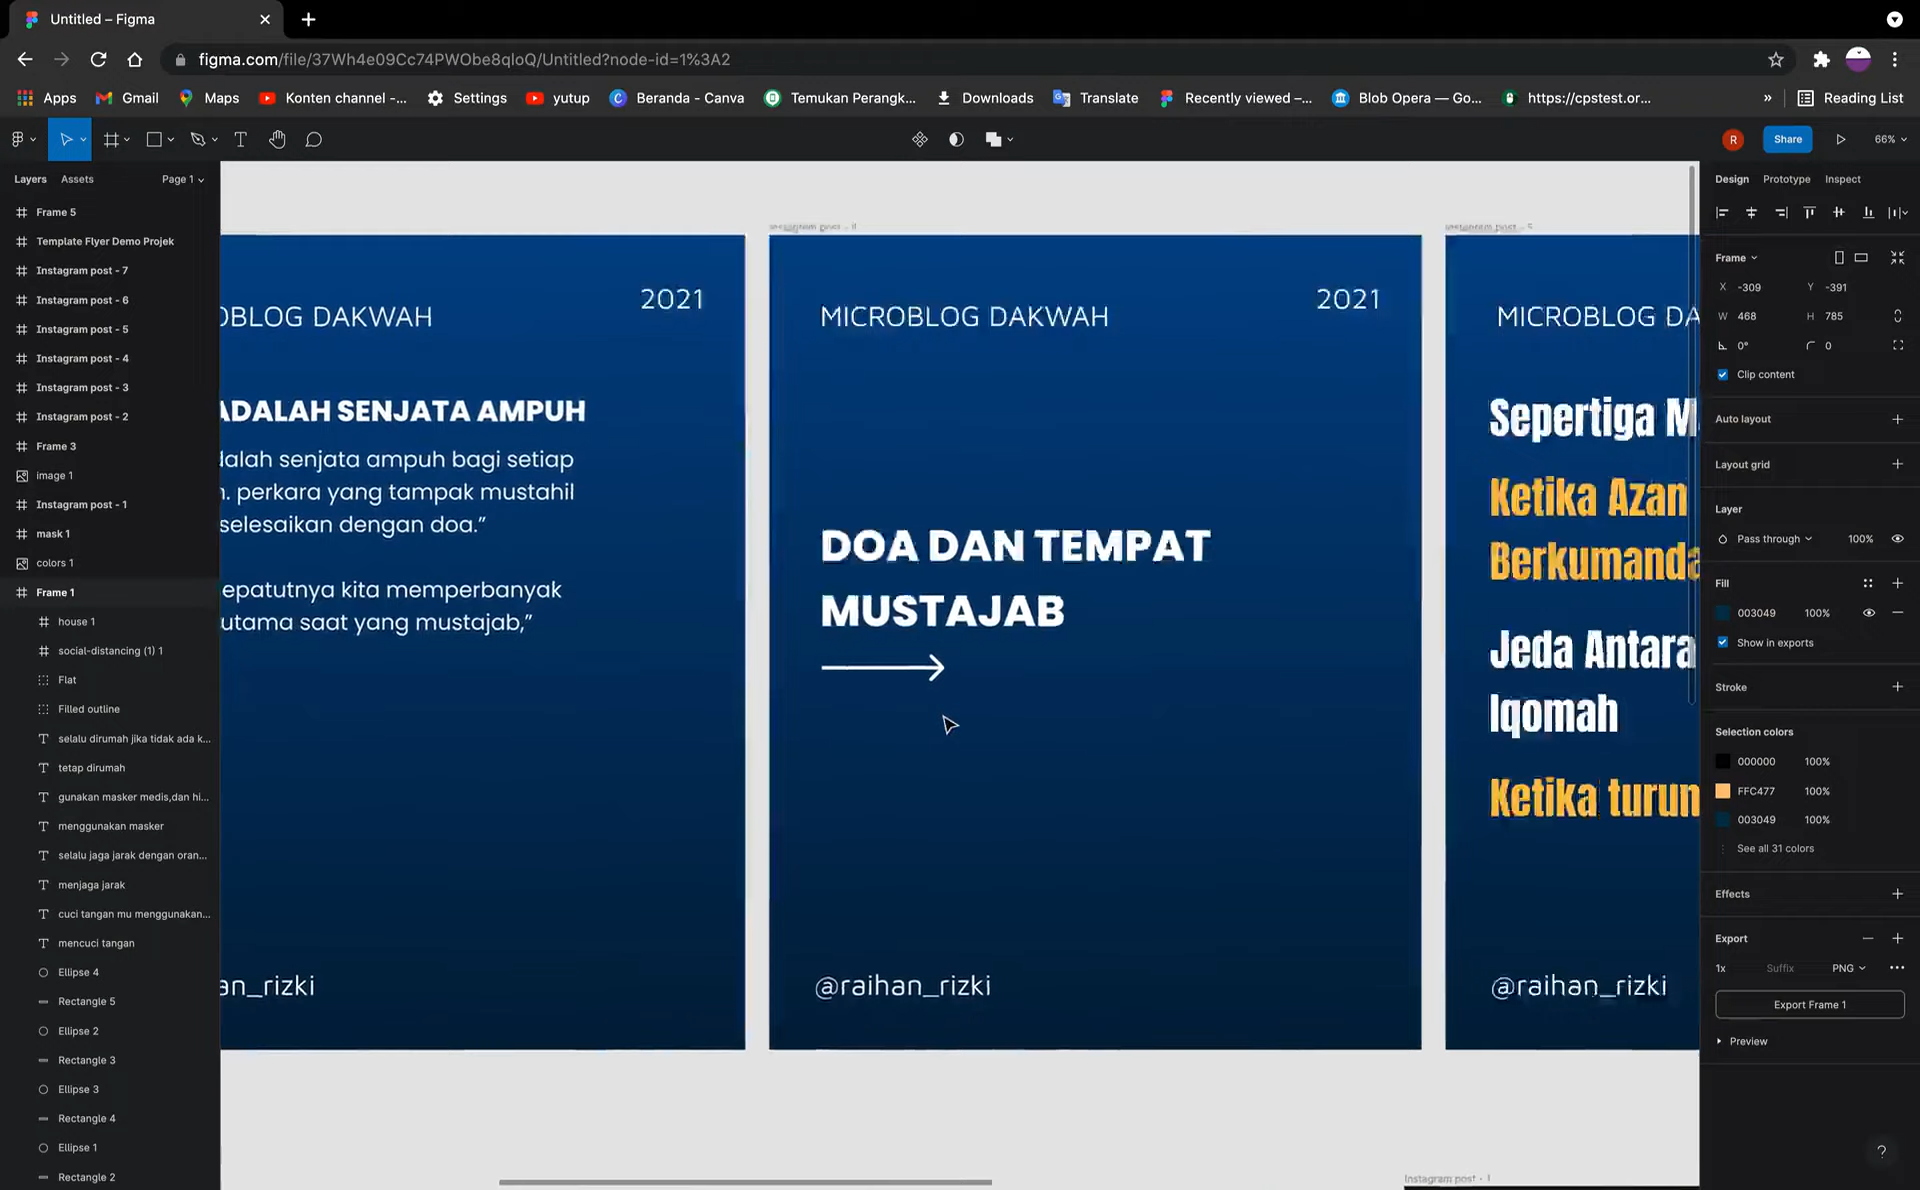 Untitled – Figma
figma.com/file/37Wh4e09Cc74PWObe8qloQ/Untitled?node-id=1%3A2
Apps
Gmail
Maps
Konten channel -...
Settings
yutup
Beranda - Canva
Temukan Perangk...
Downloads
Translate
Recently viewed –...
Blob Opera — Go...
https://cpstest.or...
»
Reading List
R
Share
66%
Layers
Assets
Page 1
Frame 5
Template Flyer Demo Projek
Instagram post - 7
Instagram post - 6
Instagram post - 5
Instagram post - 4
Instagram post - 3
Instagram post - 2
Frame 3
image 1
Instagram post - 1
mask 1
colors 1
Frame 1
house 1
social-distancing (1) 1
Flat
Filled outline
selalu dirumah jika tidak ada k...
tetap dirumah
gunakan masker medis,dan hi...
menggunakan masker
selalu jaga jarak dengan oran...
menjaga jarak
cuci tangan mu menggunakan...
mencuci tangan
Ellipse 4
Rectangle 5
Ellipse 2
Rectangle 3
Ellipse 3
Rectangle 4
Ellipse 1
Rectangle 2
OBLOG DAKWAH
2021
ADALAH SENJATA AMPUH
dalah senjata ampuh bagi setiap
n. perkara yang tampak mustahil
selesaikan dengan doa.”
epatutnya kita memperbanyak
utama saat yang mustajab,”
an_rizki
Instagram post - 4
MICROBLOG DAKWAH
2021
DOA DAN TEMPAT
MUSTAJAB
@raihan_rizki
Instagram post - 5
MICROBLOG DA
Sepertiga M
Ketika Azan
Berkumanda
Jeda Antara
Iqomah
Ketika turun
@raihan_rizki
Instagram post - 1
Design
Prototype
Inspect
Frame
X -309
Y -391
W 468
H 785
0°
0
Clip content
Auto layout
Layout grid
Layer
Pass through
100%
Fill
003049
100%
Show in exports
Stroke
Selection colors
000000 100%
FFC477 100%
003049 100%
See all 31 colors
Effects
Export
1x
Suffix
PNG
Export Frame 1
Preview
?